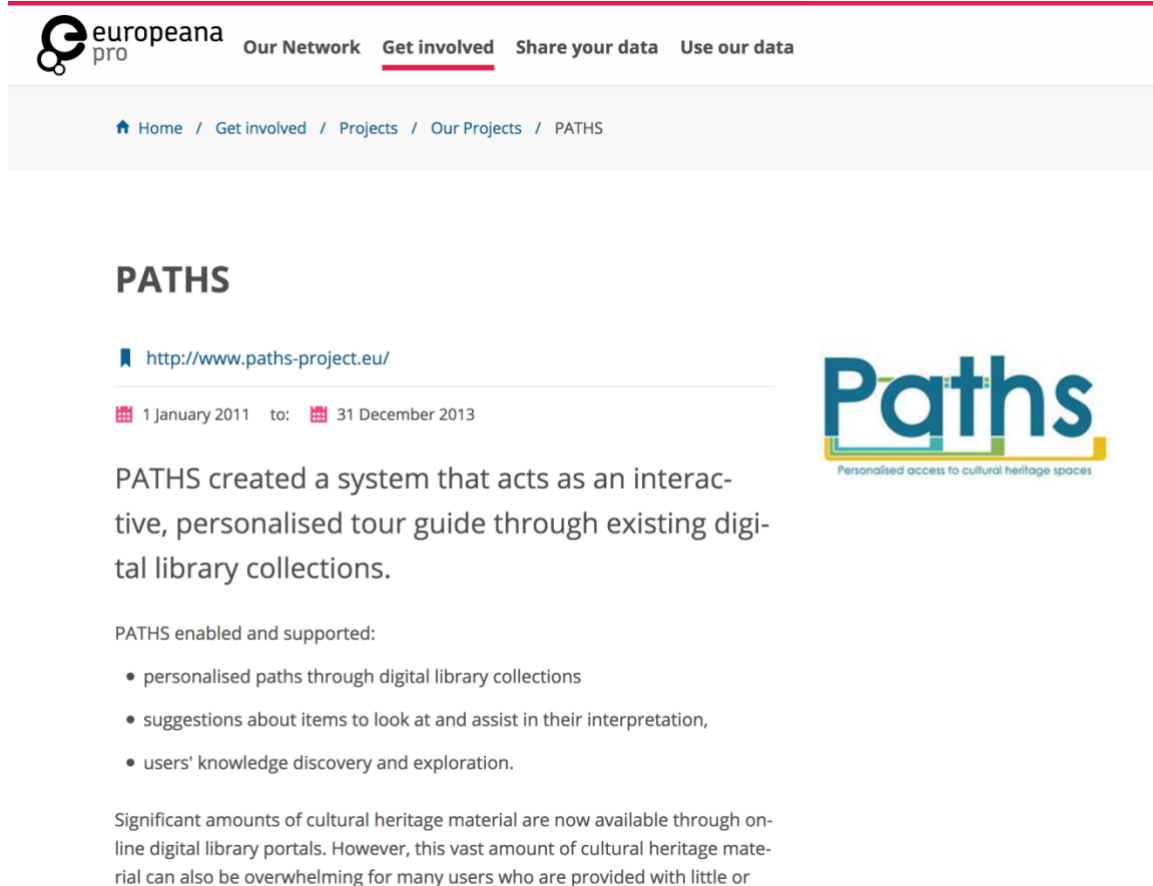 europeana
pro
Our Network Get involved Share your data Use our data
Home / Get involved / Projects / Our Projects / PATHS
PATHS
http://www.paths-project.eu/
1 January 2011 to: 31 December 2013
Paths
Personalised access to cultural heritage spaces
PATHS created a system that acts as an interac-
tive, personalised tour guide through existing digi-
tal library collections.
PATHS enabled and supported:
• personalised paths through digital library collections
• suggestions about items to look at and assist in their interpretation,
• users' knowledge discovery and exploration.
Significant amounts of cultural heritage material are now available through on-
line digital library portals. However, this vast amount of cultural heritage mate-
rial can also be overwhelming for many users who are provided with little or